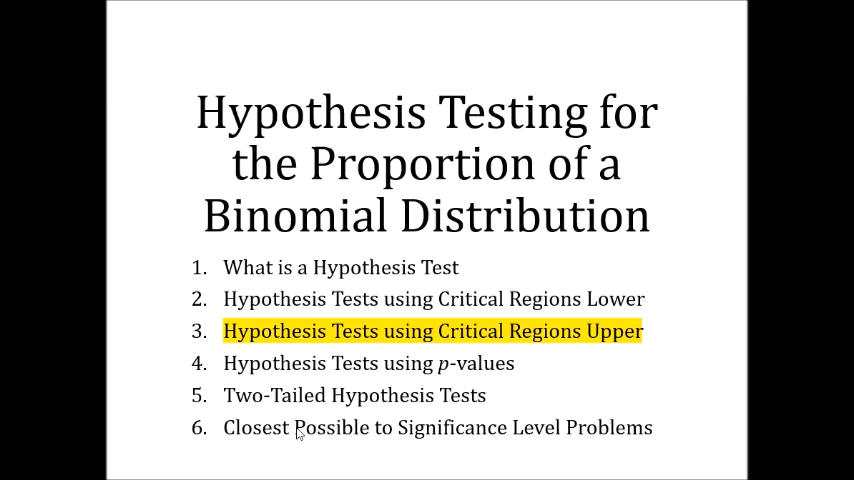 Hypothesis Testing for
the Proportion of a
Binomial Distribution
1. What is a Hypothesis Test
2. Hypothesis Tests using Critical Regions Lower
3. Hypothesis Tests using Critical Regions Upper
4. Hypothesis Tests using p-values
5. Two-Tailed Hypothesis Tests
6. Closest Possible to Significance Level Problems